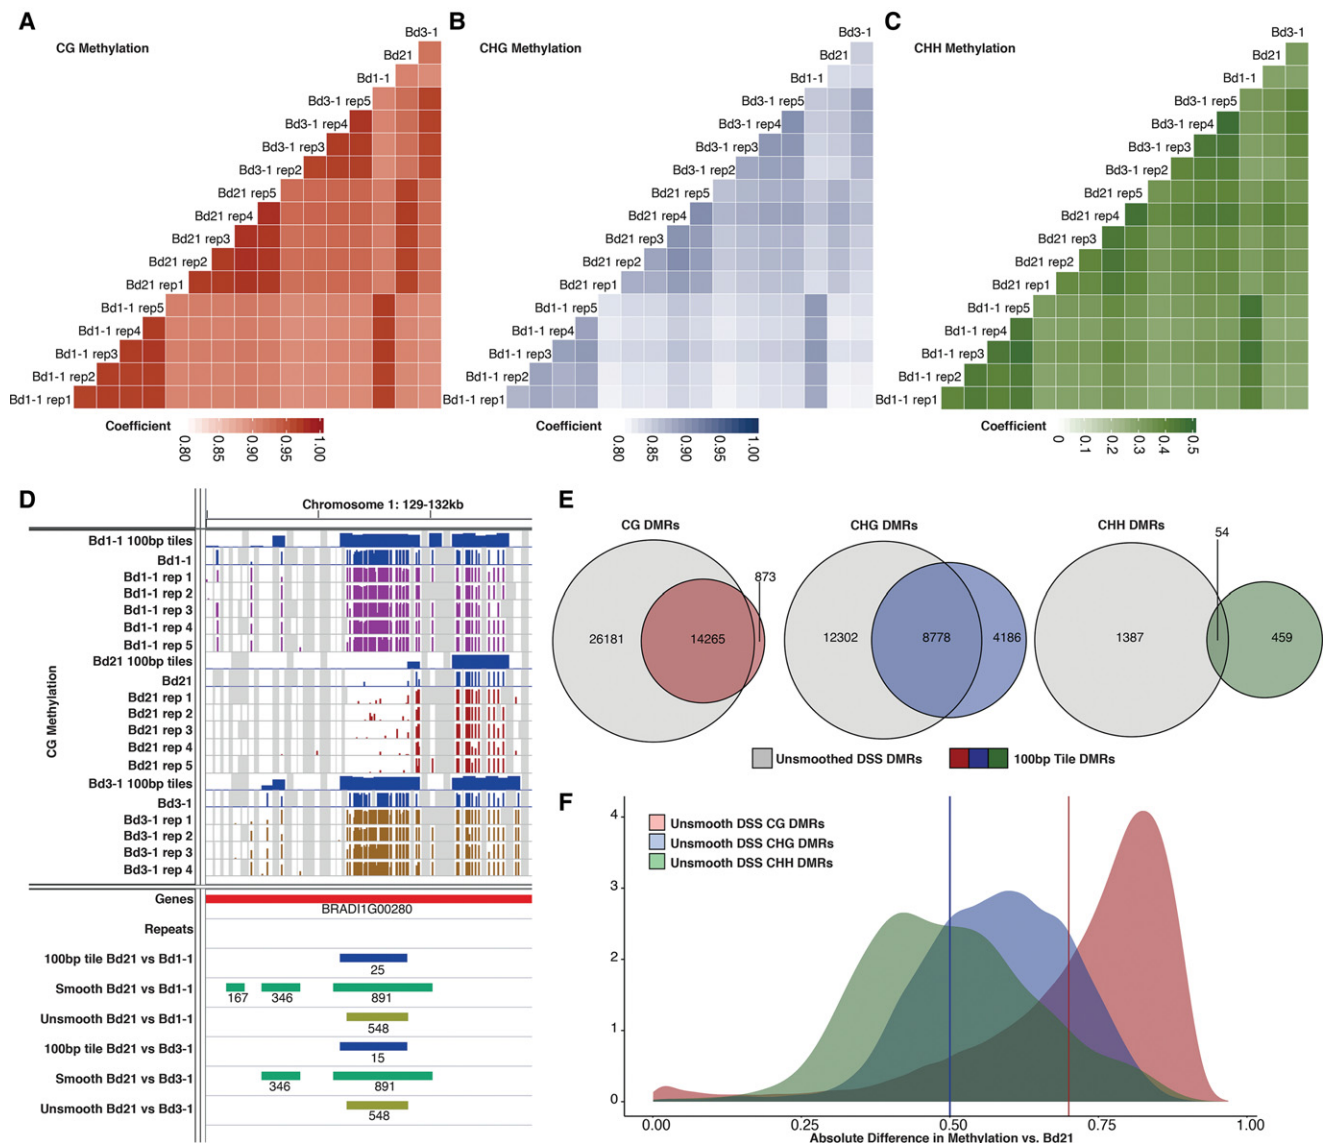 A
CG Methylation
Bd3-1
Bd21
Bd1-1
Bd3-1 rep5
Bd3-1 rep4
Bd3-1 rep3
Bd3-1 rep2
Bd21 rep5
Bd21 rep4
Bd21 rep3
Bd21 rep2
Bd21 rep1
Bd1-1 rep5
Bd1-1 rep4
Bd1-1 rep3
Bd1-1 rep2
Bd1-1 rep1
Coefficient
0.80
0.85
0.90
0.95
1.00
1.1
B
CHG Methylation
Bd3-1
Bd21
Bd1-1
Bd3-1 rep5
Bd3-1 rep4
Bd3-1 rep3
Bd3-1 rep2
Bd21 rep5
Bd21 rep4
Bd21 rep3
Bd21 rep2
Bd21 rep1
Bd1-1 rep5
Bd1-1 rep4
Bd1-1 rep3
Bd1-1 rep2
Bd1-1 rep1
Coefficient
0.80
0.85
0.90
0.95
1.00
C
CHH Methylation
Bd3-1
Bd21
Bd1-1
Bd3-1 rep5
Bd3-1 rep4
Bd3-1 rep3
Bd3-1 rep2
Bd21 rep5
Bd21 rep4
Bd21 rep3
Bd21 rep2
Bd21 rep1
Bd1-1 rep5
Bd1-1 rep4
Bd1-1 rep3
Bd1-1 rep2
Bd1-1 rep1
Coefficient
0
0.1
0.2
0.3
0.4
0.5
D
Chromosome 1: 129-132kb
CG Methylation
Bd1-1 100bp tiles
Bd1-1
Bd1-1 rep 1
Bd1-1 rep 2
Bd1-1 rep 3
Bd1-1 rep 4
Bd1-1 rep 5
Bd21 100bp tiles
Bd21
Bd21 rep 1
Bd21 rep 2
Bd21 rep 3
Bd21 rep 4
Bd21 rep 5
Bd3-1 100bp tiles
Bd3-1
Bd3-1 rep 1
Bd3-1 rep 2
Bd3-1 rep 3
Bd3-1 rep 4
Genes
BRADI1G00280
Repeats
100bp tile Bd21 vs Bd1-1
25
Smooth Bd21 vs Bd1-1
167 346 891
Unsmooth Bd21 vs Bd1-1
548
100bp tile Bd21 vs Bd3-1
15
Smooth Bd21 vs Bd3-1
346 891
Unsmooth Bd21 vs Bd3-1
548
E
CG DMRs
26181 14265
873
CHG DMRs
12302 8778 4186
CHH DMRs
54
1387 459
Unsmoothed DSS DMRs
100bp Tile DMRs
F
Unsmooth DSS CG DMRs
Unsmooth DSS CHG DMRs
Unsmooth DSS CHH DMRs
4
3
2
1
0
0.00 0.25 0.50 0.75 1.00
Absolute Difference in Methylation vs. Bd21